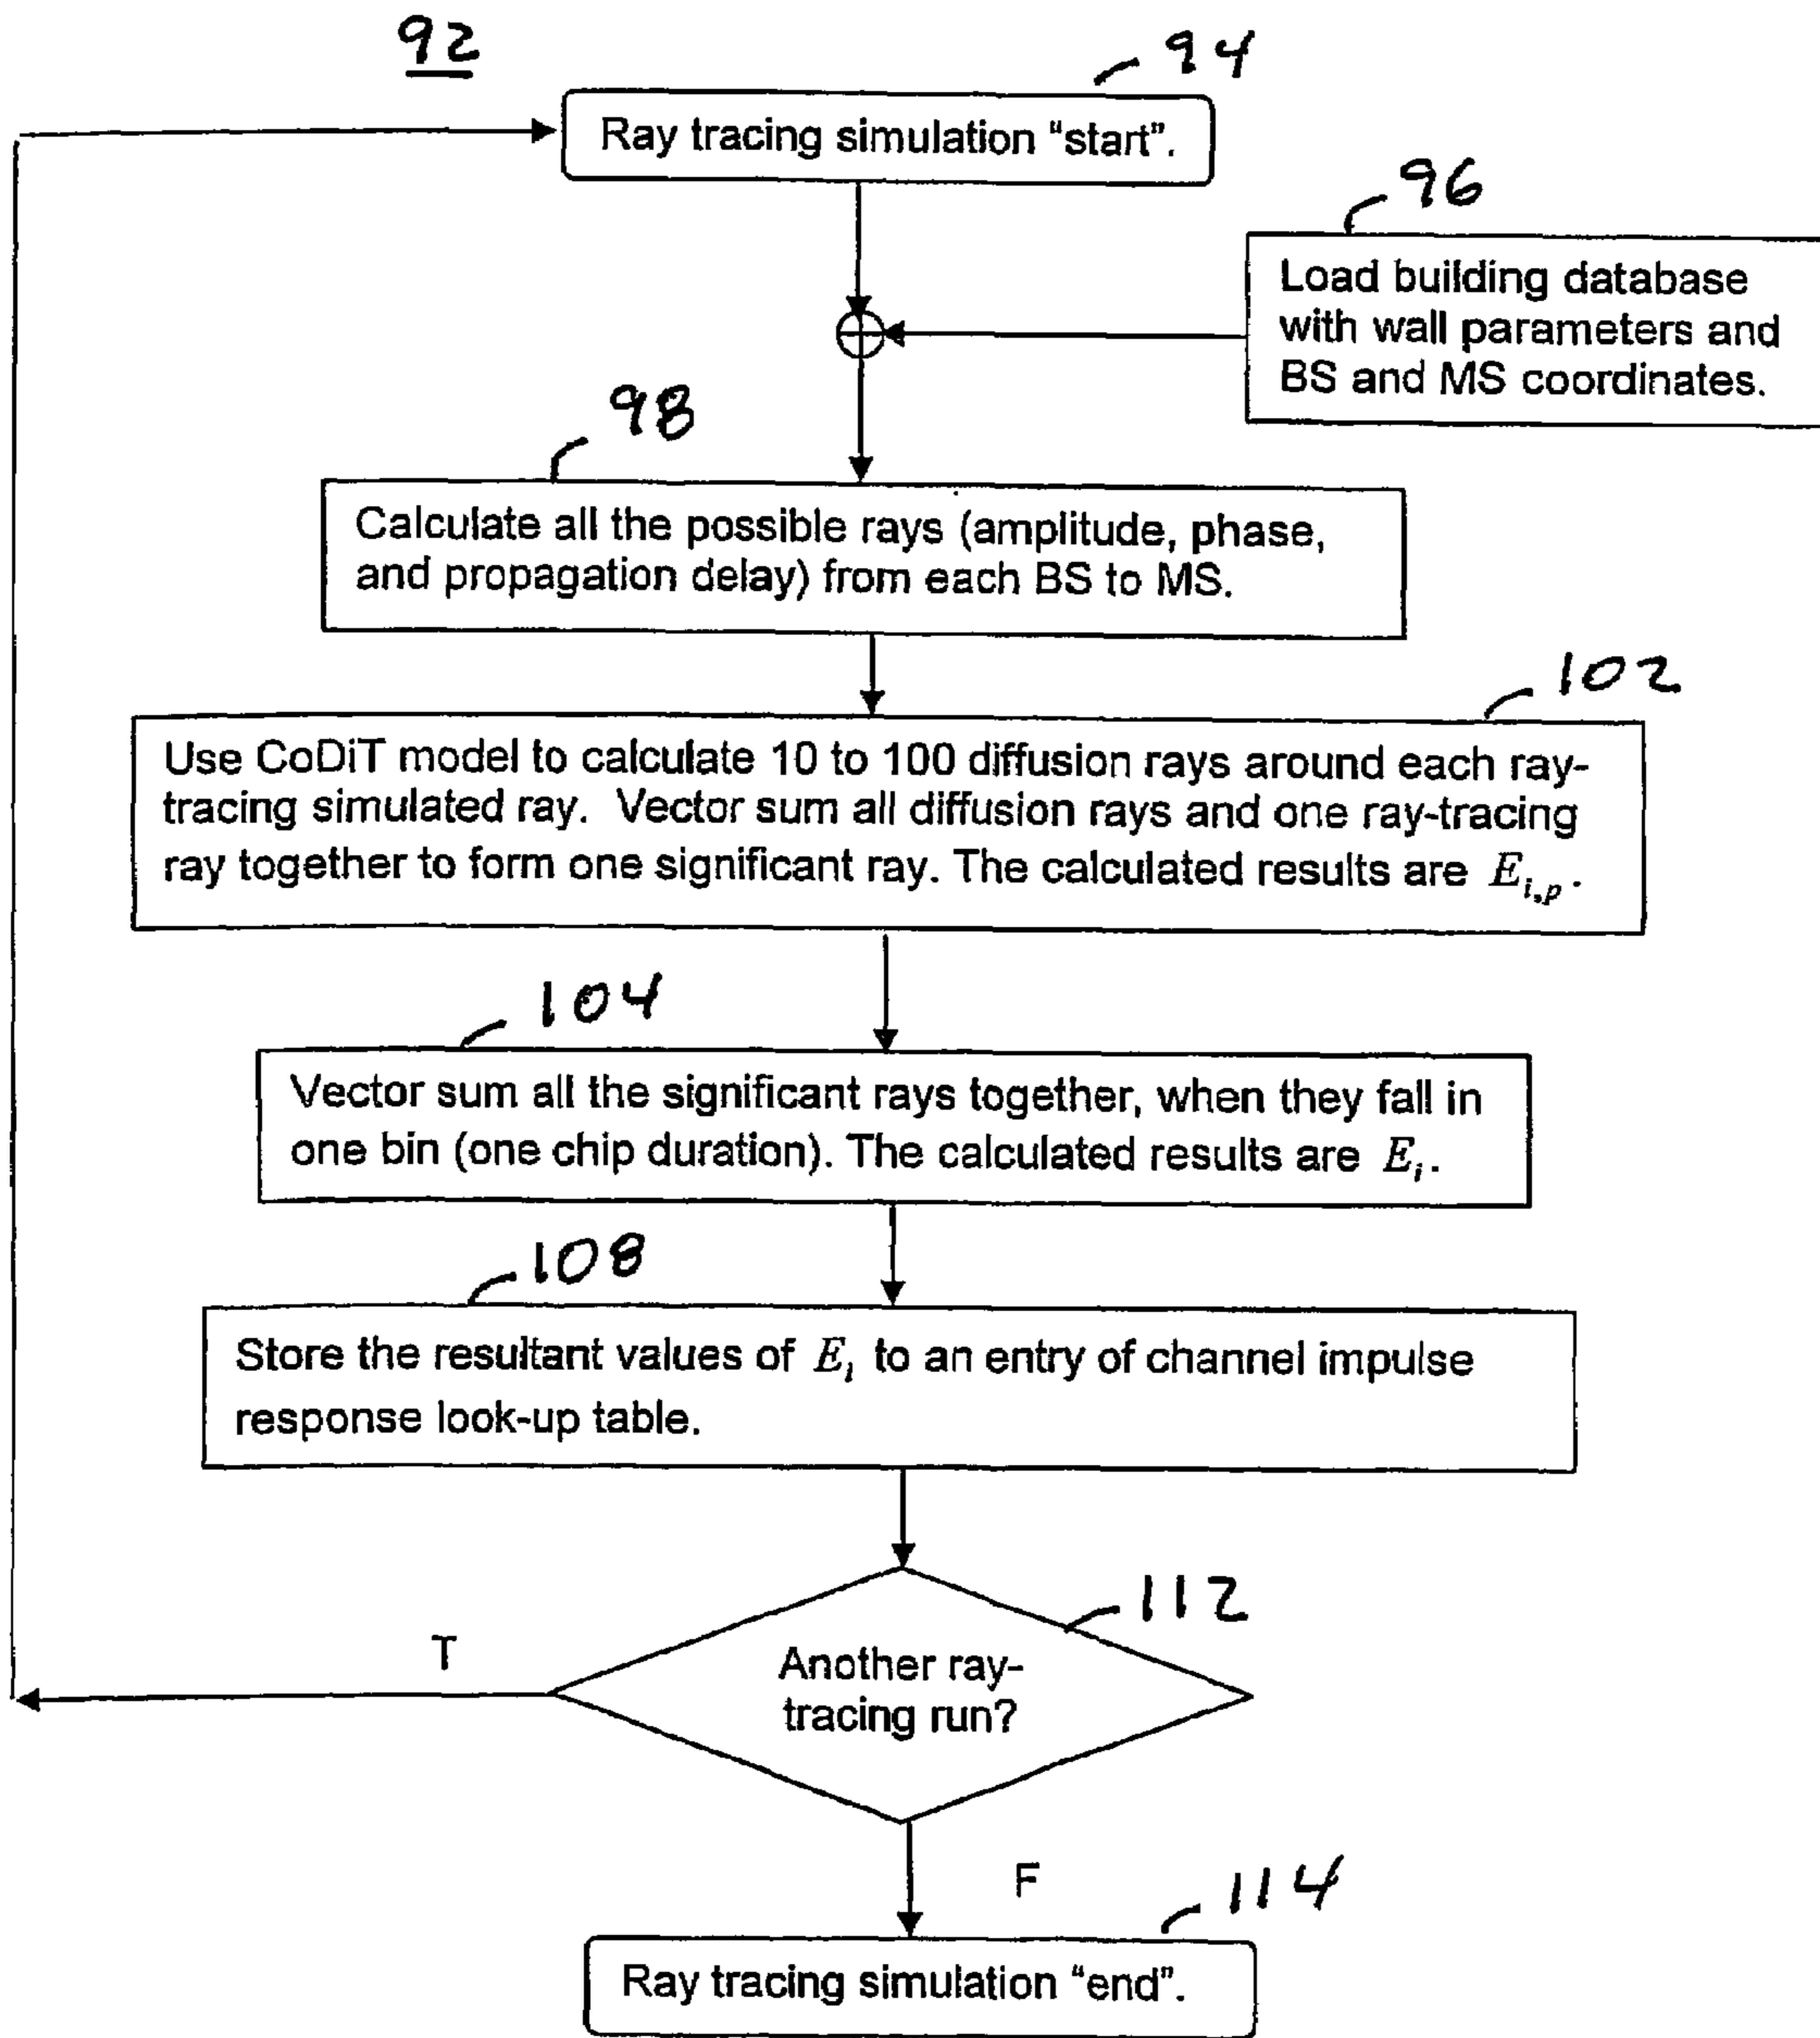 92
94
Ray tracing simulation “start”.
96
Load building database
with wall parameters and
BS and MS coordinates.
98
Calculate all the possible rays (amplitude, phase,
and propagation delay) from each BS to MS.
102
Use CoDiT model to calculate 10 to 100 diffusion rays around each ray-
tracing simulated ray. Vector sum all diffusion rays and one ray-tracing
ray together to form one significant ray. The calculated results are E_{i,p}.
104
Vector sum all the significant rays together, when they fall in
one bin (one chip duration). The calculated results are E_i.
108
Store the resultant values of E_i to an entry of channel impulse
response look-up table.
112
T
Another ray-
tracing run?
F
114
Ray tracing simulation “end”.